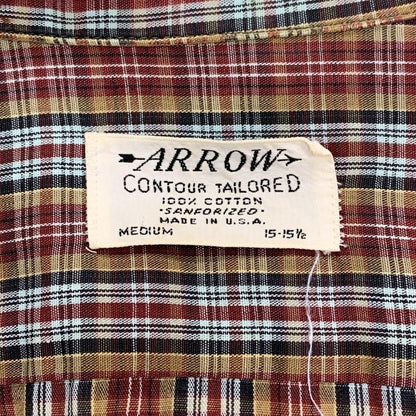 ARROW
CONTOUR TAILORED
100% COTTON
"SANFORIZED"
MADE IN U.S.A.
MEDIUM 15-15½